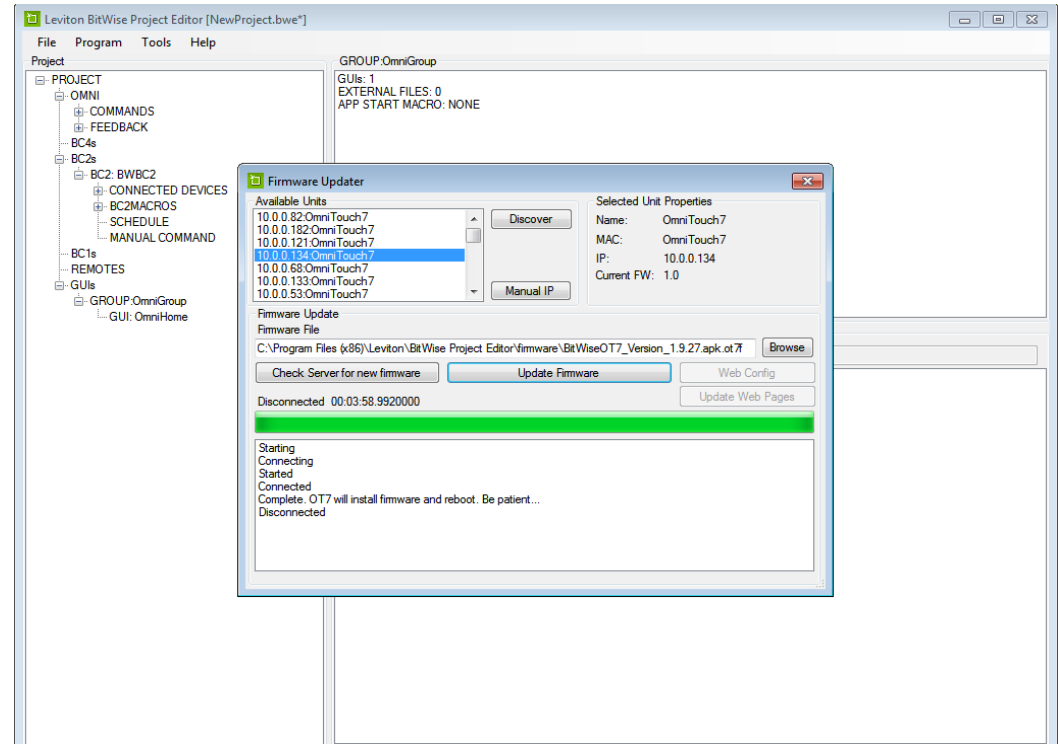 Leviton BitWise Project Editor [NewProject.bwe*]
File Program Tools Help
Project
PROJECT
OMNI
COMMANDS
FEEDBACK
BC4s
BC2s
BC2: BWBC2
CONNECTED DEVICES
BC2MACROS
SCHEDULE
MANUAL COMMAND
BC1s
REMOTES
GUIs
GROUP:OmniGroup
GUI: OmniHome
GROUP:OmniGroup
GUIs: 1
EXTERNAL FILES: 0
APP START MACRO: NONE
Firmware Updater
Available Units
10.0.0.82:OmniTouch7
10.0.0.182:OmniTouch7
10.0.0.121:OmniTouch7
10.0.0.134:OmniTouch7
10.0.0.68:OmniTouch7
10.0.0.133:OmniTouch7
10.0.0.53:OmniTouch7
Discover
Manual IP
Selected Unit Properties
Name: OmniTouch7
MAC: OmniTouch7
IP: 10.0.0.134
Current FW: 1.0
Firmware Update
Firmware File
C:\Program Files (x86)\Leviton\BitWise Project Editor\firmware\BitWiseOT7_Version_1.9.27.apk.ot7f
Browse
Check Server for new firmware
Update Firmware
Web Config
Disconnected 00:03:58.9920000
Update Web Pages
Starting
Connecting
Started
Connected
Complete. OT7 will install firmware and reboot. Be patient...
Disconnected